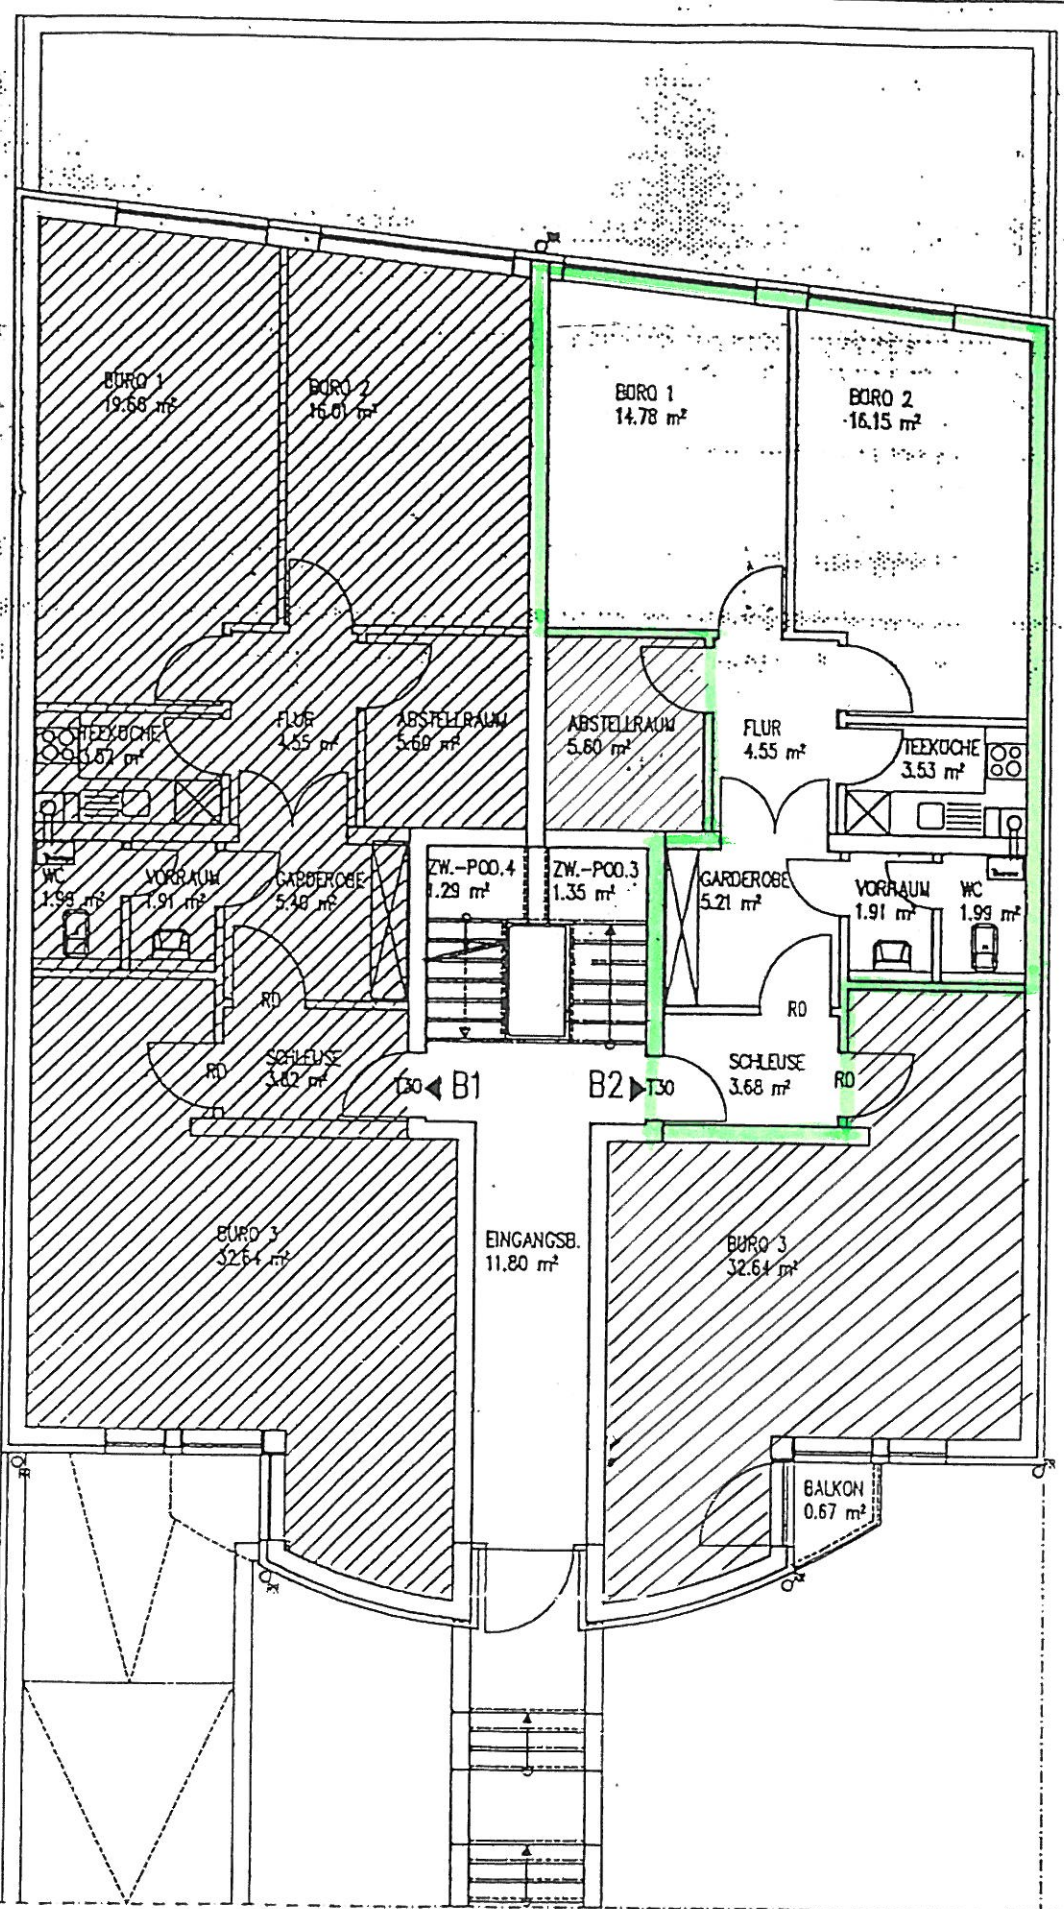 BÜRO 1
19.68 m²
BÜRO 2
16.01 m²
BÜRO 1
14.78 m²
BÜRO 2
16.15 m²
TEEKÜCHE
FLUR
4.55 m²
ABSTELLRAUM
5.60 m²
ABSTELLRAUM
5.60 m²
FLUR
4.55 m²
TEEKÜCHE
3.53 m²
WC
1.99 m²
VORRAUM
1.91 m²
GARDEROBE
5.40 m²
ZW.-POD.4
1.29 m²
ZW.-POD.3
1.35 m²
GARDEROBE
5.21 m²
VORRAUM
1.91 m²
WC
1.99 m²
RD
RD
RD
SCHLEUSE
3.82 m²
T30
B1
B2
T30
SCHLEUSE
3.68 m²
RD
BÜRO 3
32.64 m²
EINGANGSB.
11.80 m²
BÜRO 3
32.64 m²
BALKON
0.67 m²